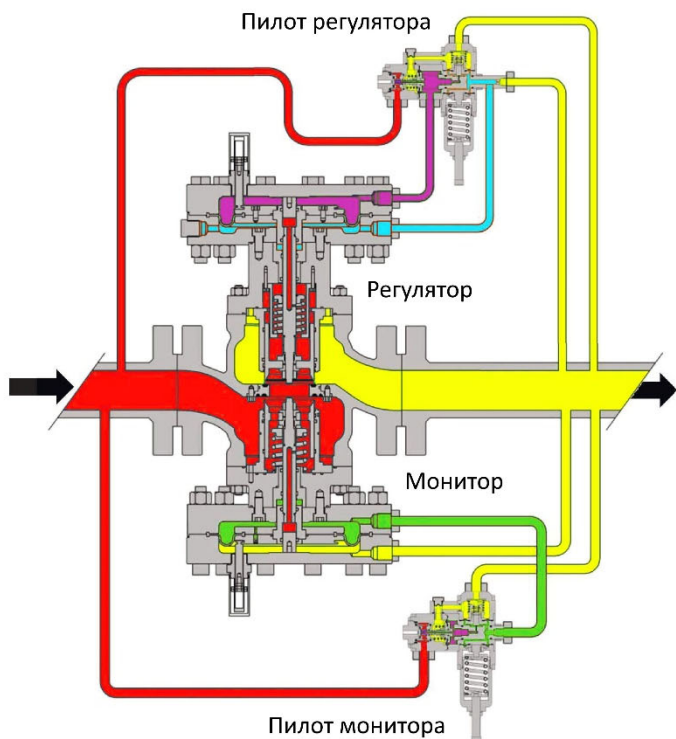 Пилот регулятора
Регулятор
Монитор
Пилот монитора